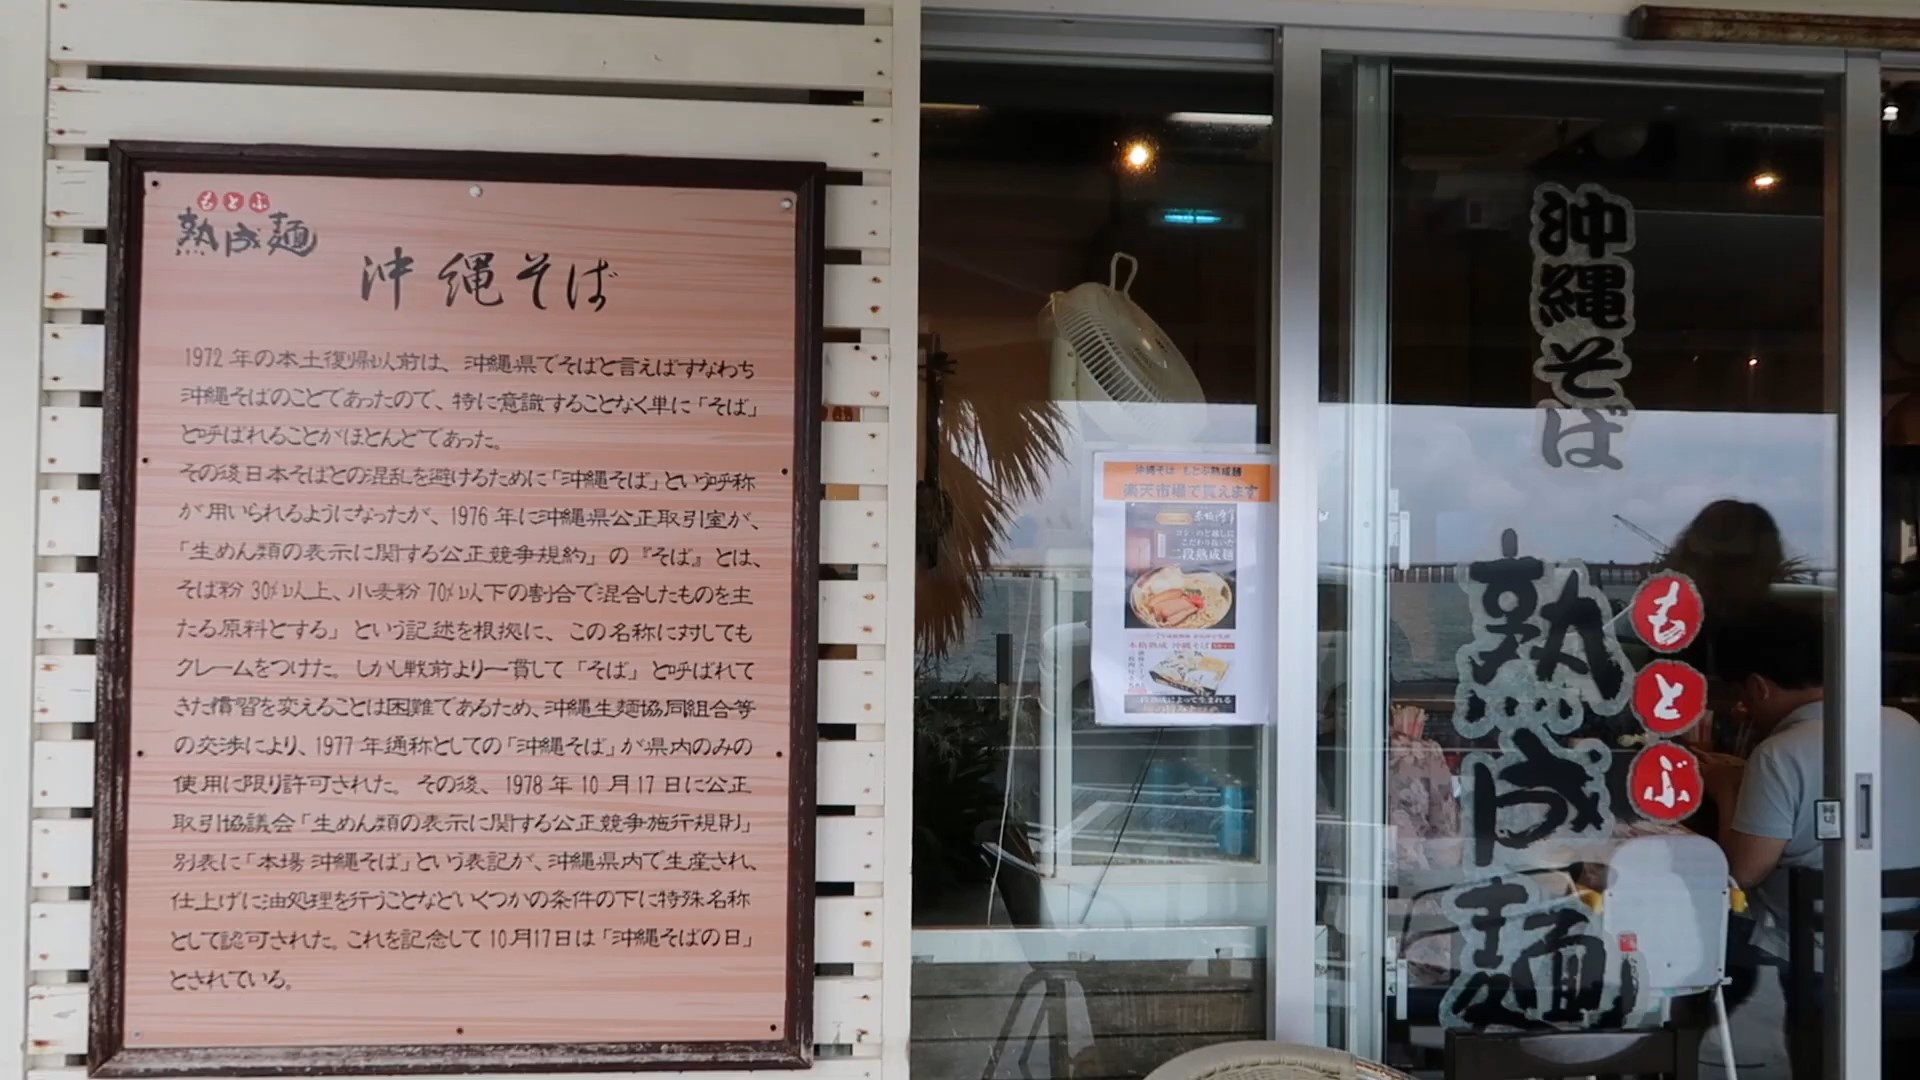 もとぶ
熟成麺
沖縄そば
1972年の本土復帰以前は、沖縄県でそばと言えばすなわち
沖縄そばのことであったので、特に意識することなく単に「そば」
と呼ばれることがほとんどであった。
その後日本そばとの混乱を避けるために「沖縄そば」という呼称
が用いられるようになったが、1976年に沖縄県公正取引室が、
「生めん類の表示に関する公正競争規約」の『そば』とは、
そば粉30%以上、小麦粉70%以下の割合で混合したものを主
たる原料とする」という記述を根拠に、この名称に対しても
クレームをつけた。しかし戦前より一貫して「そば」と呼ばれて
きた慣習を変えることは困難であるため、沖縄生麺協同組合等
の交渉により、1977年通称としての「沖縄そば」が県内のみの
使用に限り許可された。その後、1978年10月17日に公正
取引協議会「生めん類の表示に関する公正競争施行規則」
別表に「本場沖縄そば」という表記が、沖縄県内で生産され、
仕上げに油処理を行うことなどいくつかの条件の下に特殊名称
として認可された。これを記念して10月17日は「沖縄そばの日」
とされている。
沖縄そば もとぶ熟成麺
楽天市場で買えます
コシ・のど越しに
こだわり抜いた
二段熟成麺
本格熟成 沖縄そば
沖縄そば
もとぶ
熟成麺